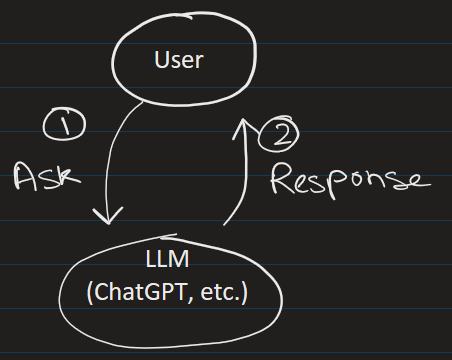 User
1
Ask
2
Response
LLM
(ChatGPT, etc.)